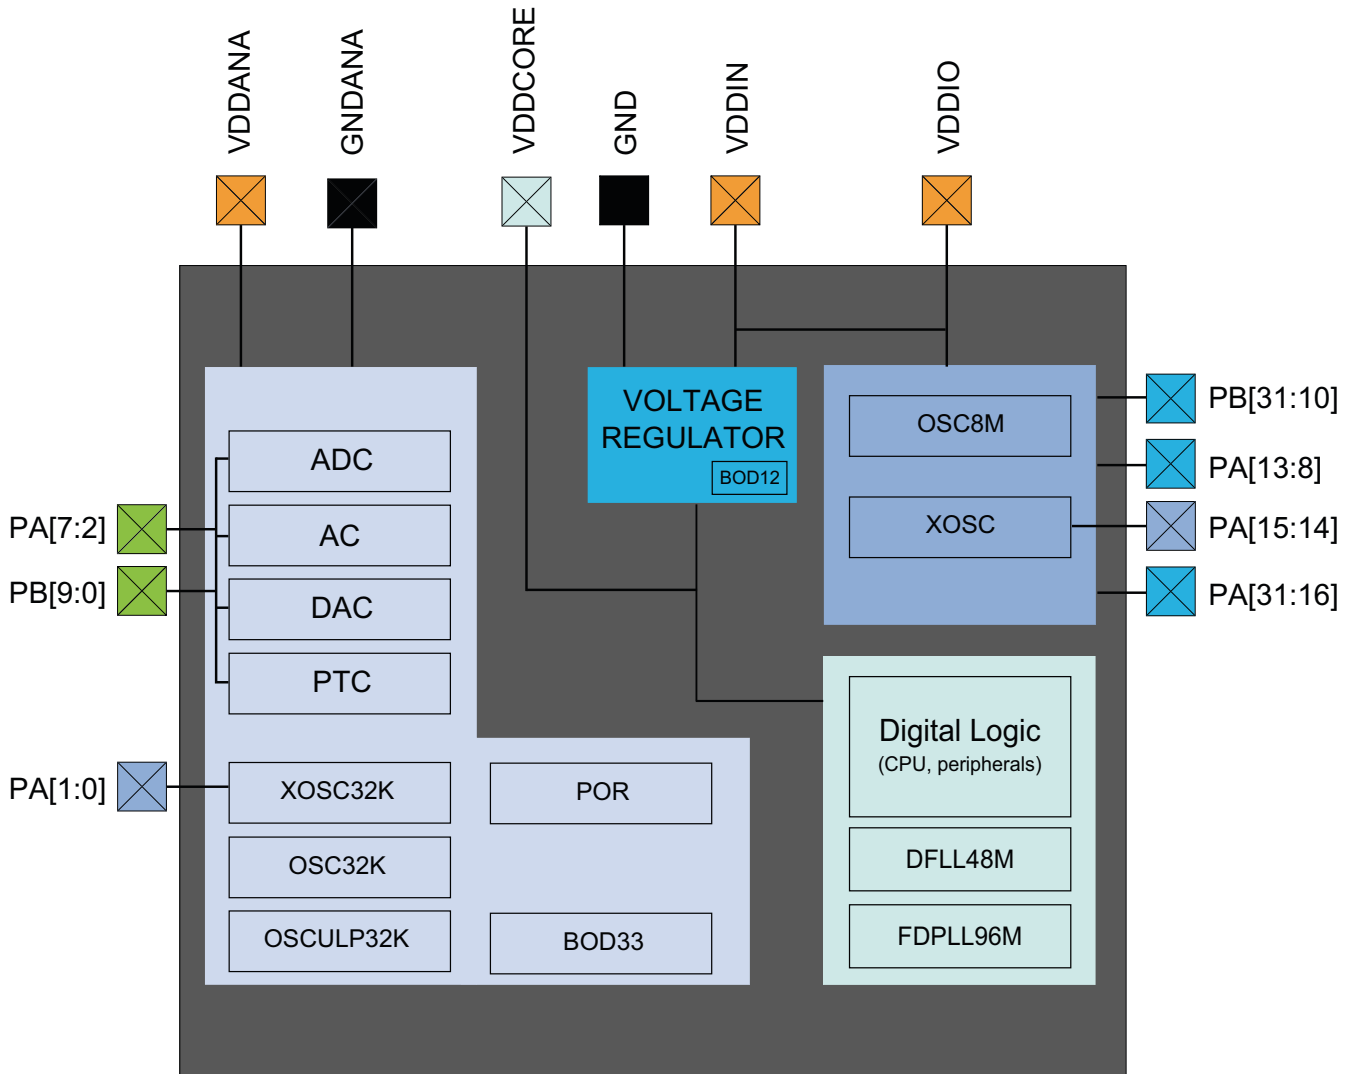 VDDANA
GNDANA
VDDCORE
GND
VDDIN
VDDIO
VOLTAGE
REGULATOR
BOD12
OSC8M
XOSC
PB[31:10]
PA[13:8]
PA[15:14]
PA[31:16]
ADC
AC
DAC
PTC
PA[7:2]
PB[9:0]
PA[1:0]
XOSC32K
OSC32K
OSCULP32K
POR
BOD33
Digital Logic
(CPU, peripherals)
DFLL48M
FDPLL96M